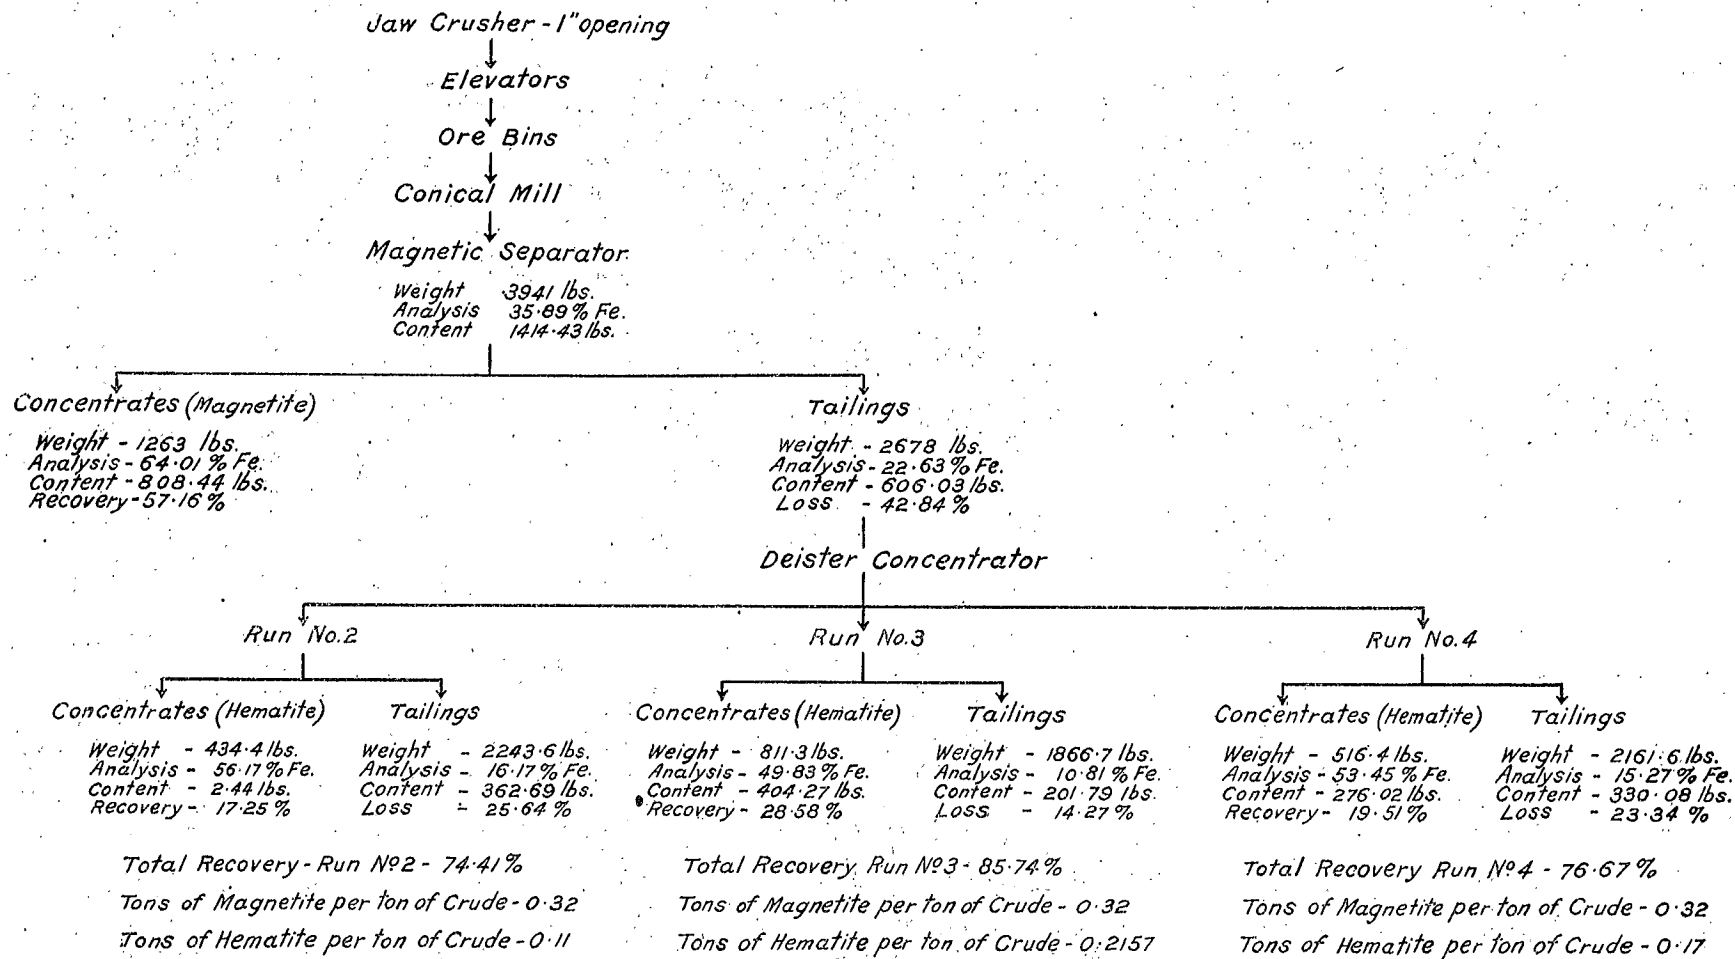 Jaw Crusher - 1" opening
Elevators
Ore Bins
Conical Mill
Magnetic Separator
Weight 3941 lbs.
Analysis 35·89% Fe.
Content 1414·43 lbs.
Concentrates (Magnetite)
Weight - 1263 lbs.
Analysis - 64·01% Fe.
Content - 808·44 lbs.
Recovery - 57·16%
Tailings
Weight - 2678 lbs.
Analysis - 22·63% Fe.
Content - 606·03 lbs.
Loss - 42·84%
Deister Concentrator
Run No.2
Concentrates (Hematite)
Weight - 434·4 lbs.
Analysis - 56·17% Fe.
Content - 2·44 lbs.
Recovery - 17·25%
Tailings
Weight - 2243·6 lbs.
Analysis - 16·17% Fe.
Content - 362·69 lbs.
Loss - 25·64%
Total Recovery - Run Nº2 - 74·41%
Tons of Magnetite per ton of Crude - 0·32
Tons of Hematite per ton of Crude - 0·11
Run No.3
Concentrates (Hematite)
Weight - 811·3 lbs.
Analysis - 49·83% Fe.
Content - 404·27 lbs.
Recovery - 28·58%
Tailings
Weight - 1866·7 lbs.
Analysis - 10·81% Fe.
Content - 201·79 lbs.
Loss - 14·27%
Total Recovery Run Nº3 - 85·74%
Tons of Magnetite per ton of Crude - 0·32
Tons of Hematite per ton of Crude - 0·2157
Run No.4
Concentrates (Hematite)
Weight - 516·4 lbs.
Analysis - 53·45% Fe.
Content - 276·02 lbs.
Recovery - 19·51%
Tailings
Weight - 2161·6 lbs.
Analysis - 15·27% Fe.
Content - 330·08 lbs.
Loss - 23·34%
Total Recovery Run Nº4 - 76·67%
Tons of Magnetite per ton of Crude - 0·32
Tons of Hematite per ton of Crude - 0·17